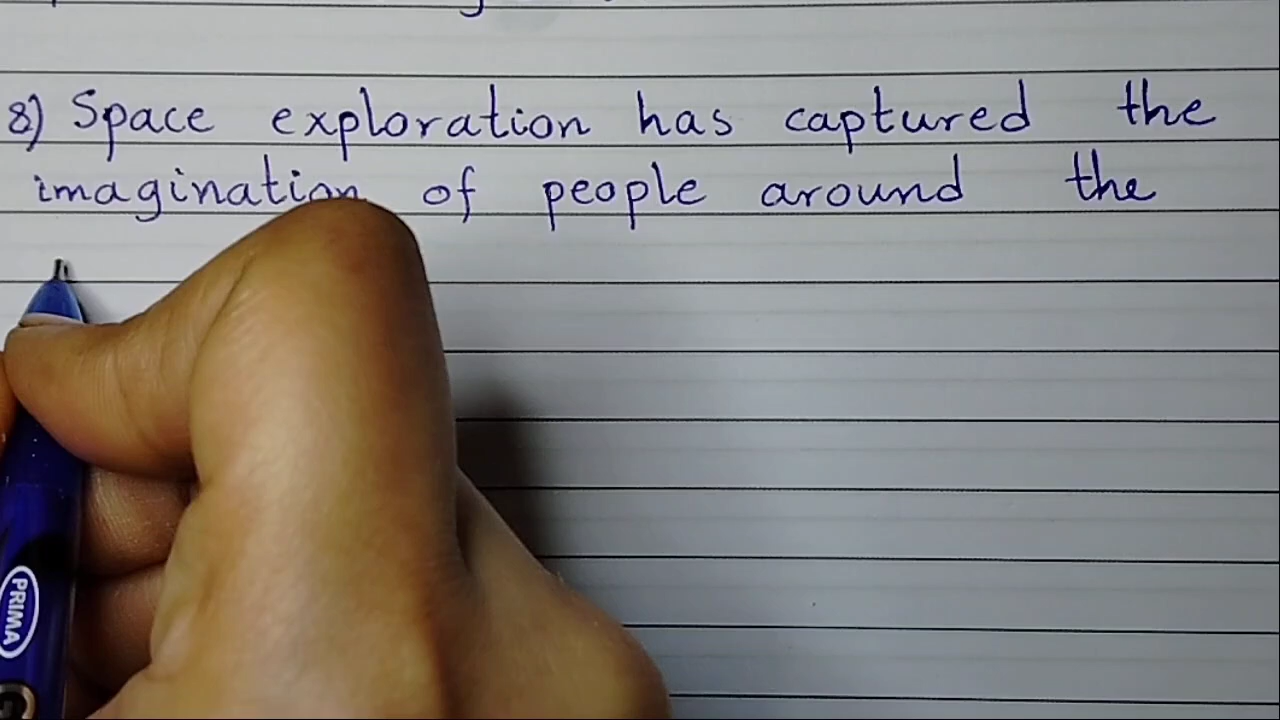 8) Space exploration has captured the
imagination of people around the
PRIMA